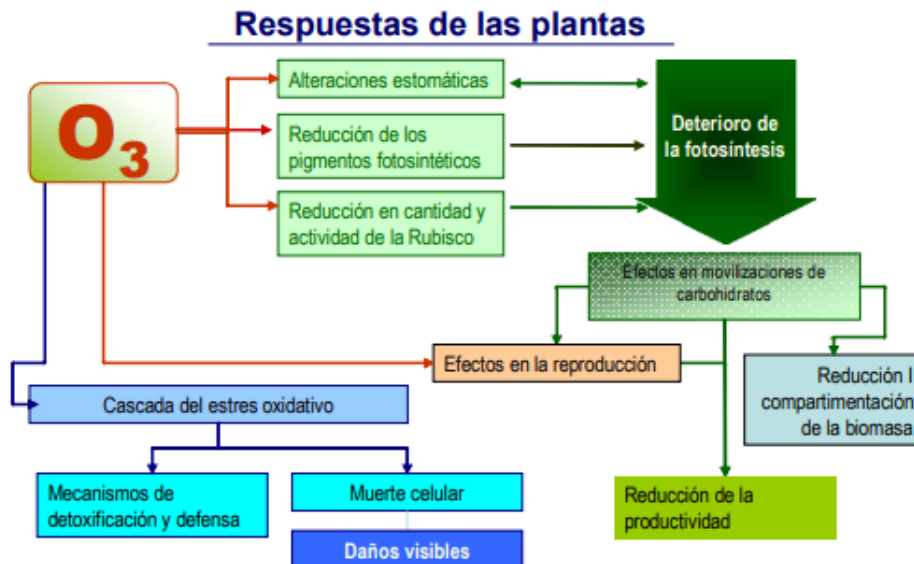 Respuestas de las plantas
O3
Alteraciones estomáticas
Reducción de los
pigmentos fotosintéticos
Reducción en cantidad y
actividad de la Rubisco
Deterioro de
la fotosíntesis
Efectos en movilizaciones de
carbohidratos
Efectos en la reproducción
Reducción l
compartimentación
de la biomasa
Cascada del estres oxidativo
Mecanismos de
detoxificación y defensa
Muerte celular
Daños visibles
Reducción de la
productividad